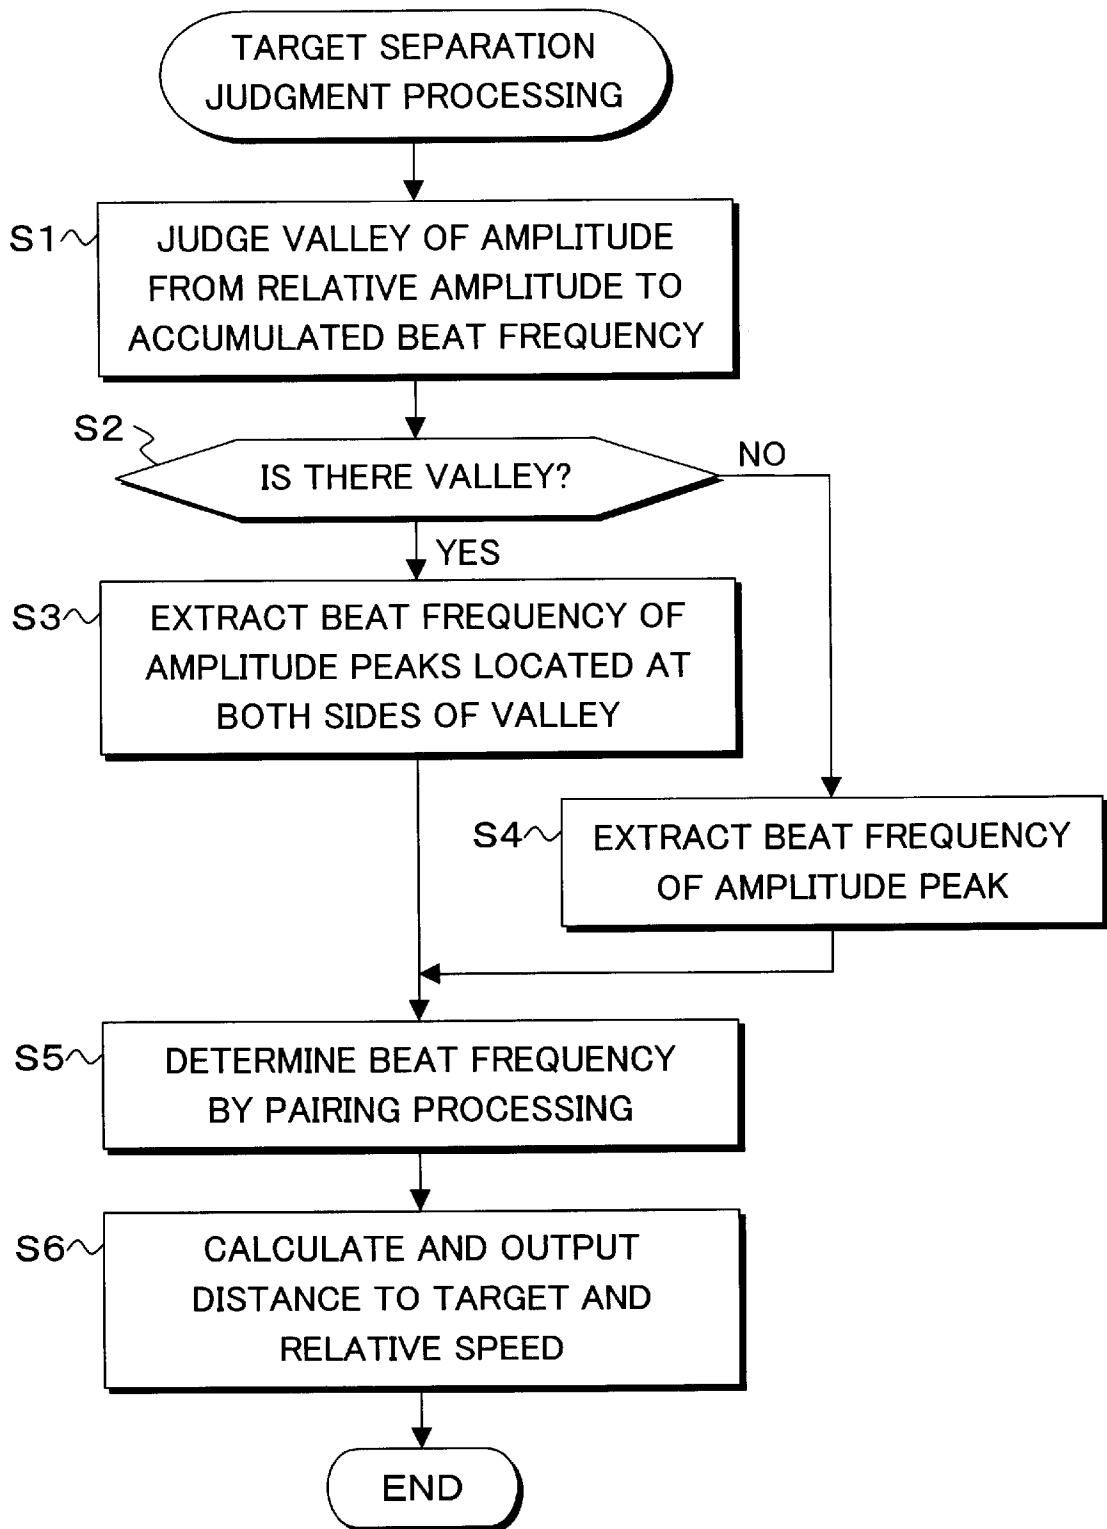 TARGET SEPARATION
JUDGMENT PROCESSING
S1
JUDGE VALLEY OF AMPLITUDE
FROM RELATIVE AMPLITUDE TO
ACCUMULATED BEAT FREQUENCY
S2
IS THERE VALLEY?
NO
YES
S3
EXTRACT BEAT FREQUENCY OF
AMPLITUDE PEAKS LOCATED AT
BOTH SIDES OF VALLEY
S4
EXTRACT BEAT FREQUENCY
OF AMPLITUDE PEAK
S5
DETERMINE BEAT FREQUENCY
BY PAIRING PROCESSING
S6
CALCULATE AND OUTPUT
DISTANCE TO TARGET AND
RELATIVE SPEED
END